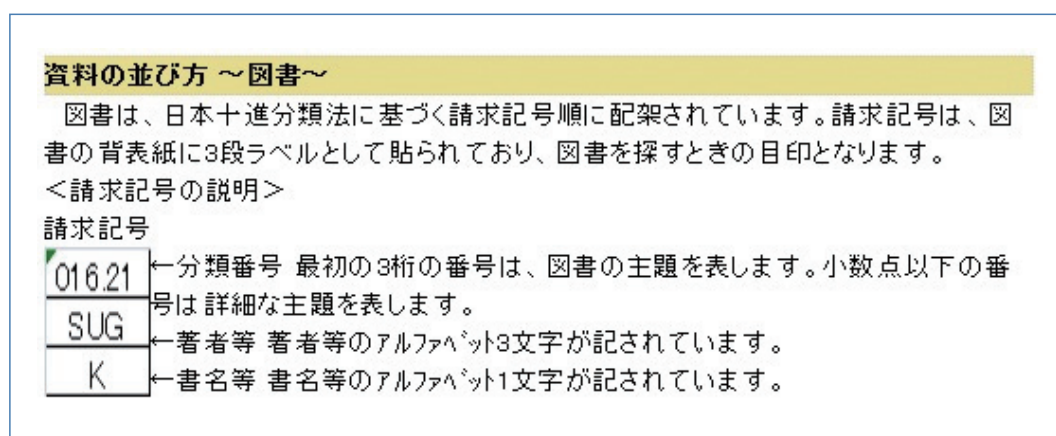 資料の並び方 ～図書～
図書は、日本十進分類法に基づく請求記号順に配架されています。請求記号は、図
書の背表紙に3段ラベルとして貼られており、図書を探すときの目印となります。
＜請求記号の説明＞
請求記号
016.21 ←分類番号 最初の3桁の番号は、図書の主題を表します。小数点以下の番
号は詳細な主題を表します。
SUG ←著者等 著者等のｱﾙﾌｧﾍﾞｯﾄ3文字が記されています。
K ←書名等 書名等のｱﾙﾌｧﾍﾞｯﾄ1文字が記されています。